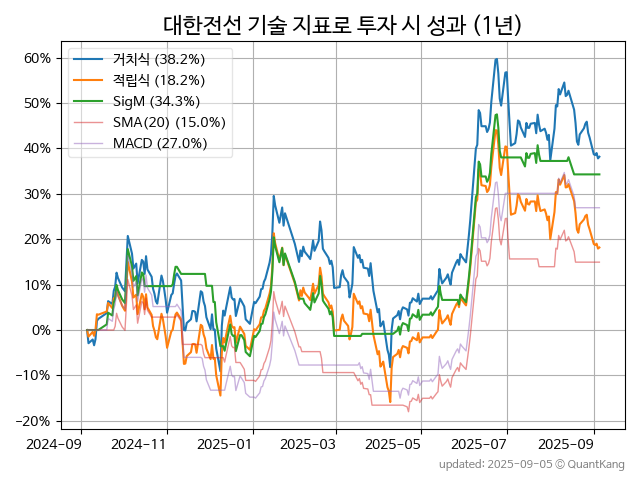 대한전선 기술 지표로 투자 시 성과 (1년)
거치식 (38.2%)
적립식 (18.2%)
SigM (34.3%)
SMA(20) (15.0%)
MACD (27.0%)
60%
50%
40%
30%
20%
10%
0%
−10%
−20%
2024-09 2024-11 2025-01 2025-03 2025-05 2025-07 2025-09
updated: 2025-09-05 © QuantKang